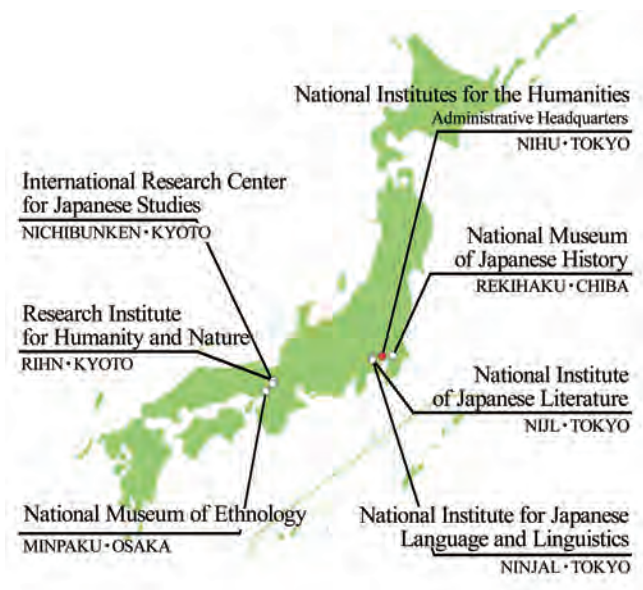 National Institutes for the Humanities
Administrative Headquarters
NIHU・TOKYO
International Research Center
for Japanese Studies
NICHIBUNKEN・KYOTO
National Museum
of Japanese History
REKIHAKU・CHIBA
Research Institute
for Humanity and Nature
RIHN・KYOTO
National Institute
of Japanese Literature
NIJL・TOKYO
National Museum of Ethnology
MINPAKU・OSAKA
National Institute for Japanese
Language and Linguistics
NINJAL・TOKYO